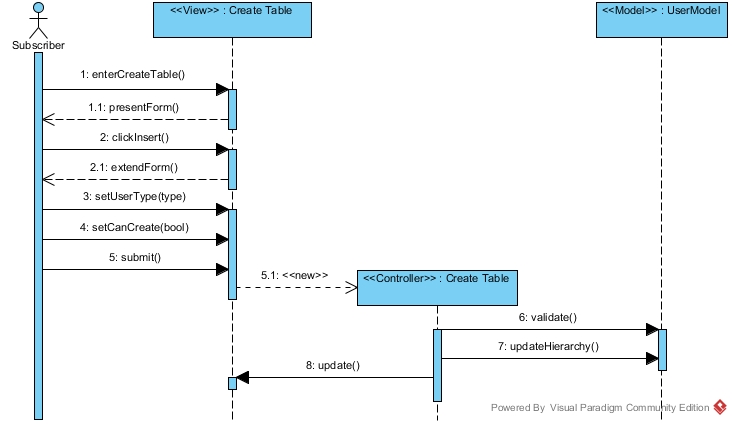 <<View>> : Create Table
<<Model>> : UserModel
Subscriber
1: enterCreateTable()
1.1: presentForm()
2: clickInsert()
2.1: extendForm()
3: setUserType(type)
4: setCanCreate(bool)
5: submit()
5.1: <<new>>
<<Controller>> : Create Table
6: validate()
7: updateHierarchy()
8: update()
Powered By Visual Paradigm Community Edition